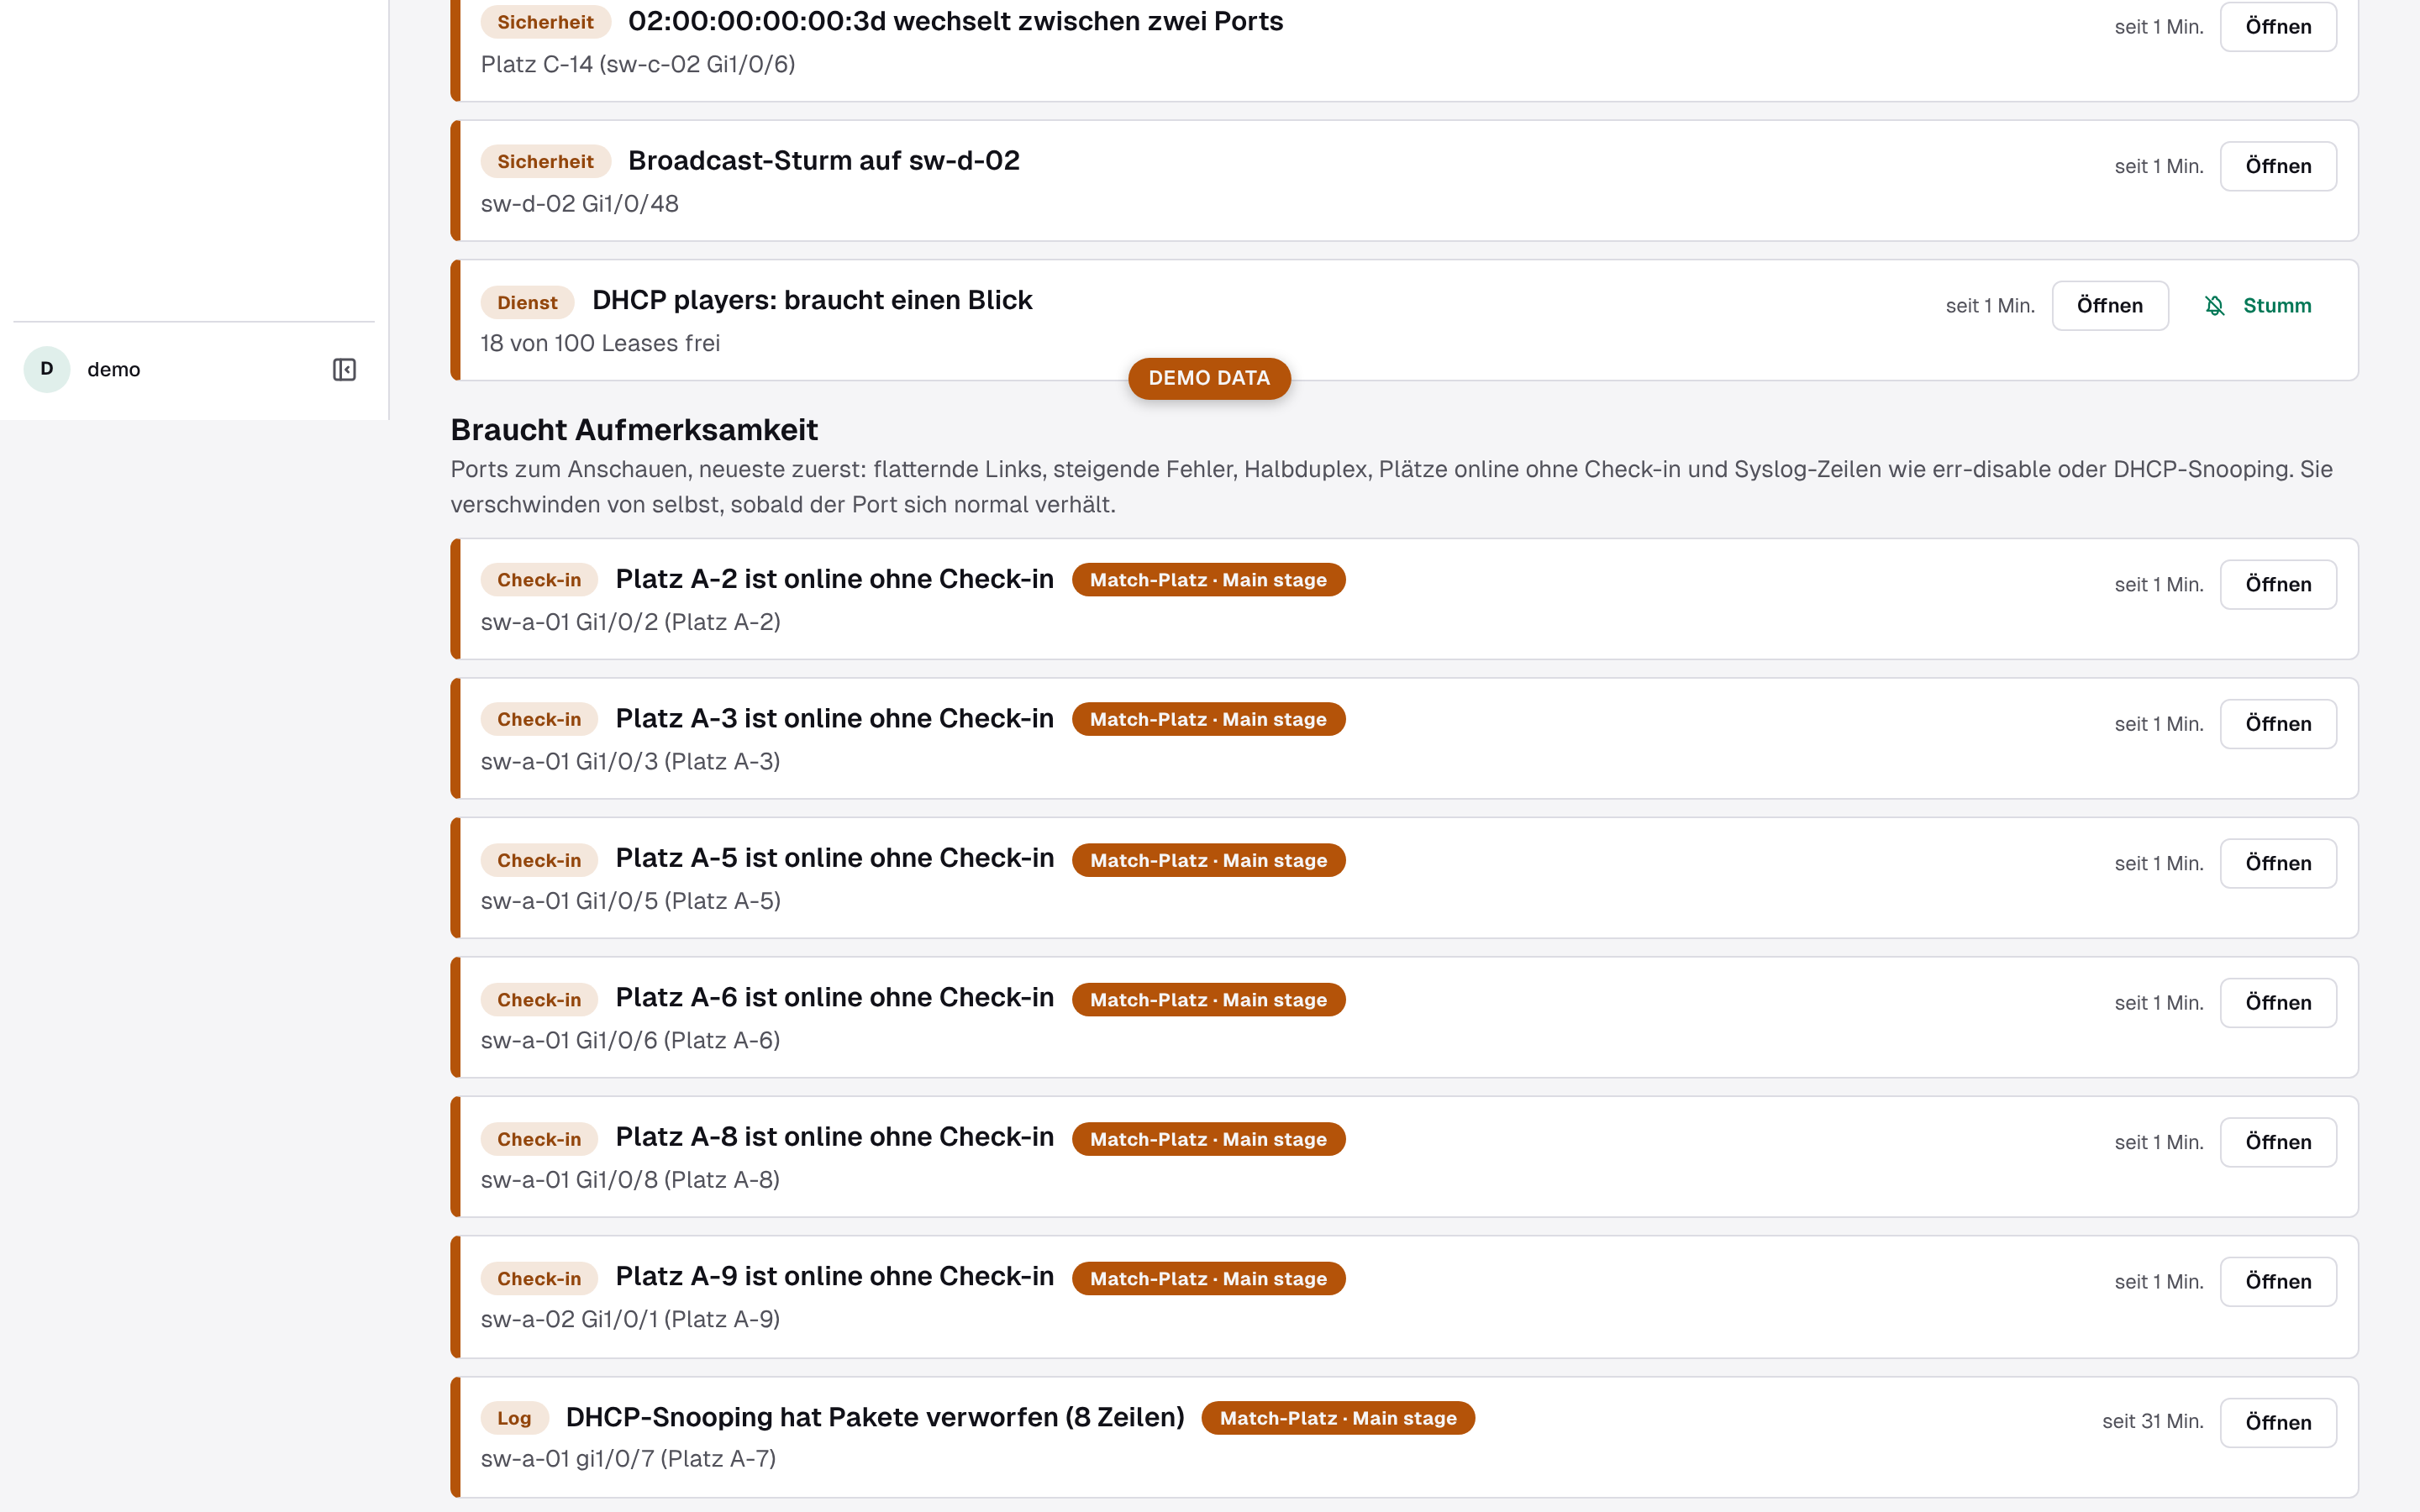 Sicherheit 02:00:00:00:00:3d wechselt zwischen zwei Ports seit 1 Min. Öffnen
Platz C-14 (sw-c-02 Gi1/0/6)
Sicherheit Broadcast-Sturm auf sw-d-02 seit 1 Min. Öffnen
sw-d-02 Gi1/0/48
Dienst DHCP players: braucht einen Blick seit 1 Min. Öffnen Stumm
18 von 100 Leases frei
D demo
DEMO DATA
Braucht Aufmerksamkeit
Ports zum Anschauen, neueste zuerst: flatternde Links, steigende Fehler, Halbduplex, Plätze online ohne Check-in und Syslog-Zeilen wie err-disable oder DHCP-Snooping. Sie
verschwinden von selbst, sobald der Port sich normal verhält.
Check-in Platz A-2 ist online ohne Check-in Match-Platz · Main stage seit 1 Min. Öffnen
sw-a-01 Gi1/0/2 (Platz A-2)
Check-in Platz A-3 ist online ohne Check-in Match-Platz · Main stage seit 1 Min. Öffnen
sw-a-01 Gi1/0/3 (Platz A-3)
Check-in Platz A-5 ist online ohne Check-in Match-Platz · Main stage seit 1 Min. Öffnen
sw-a-01 Gi1/0/5 (Platz A-5)
Check-in Platz A-6 ist online ohne Check-in Match-Platz · Main stage seit 1 Min. Öffnen
sw-a-01 Gi1/0/6 (Platz A-6)
Check-in Platz A-8 ist online ohne Check-in Match-Platz · Main stage seit 1 Min. Öffnen
sw-a-01 Gi1/0/8 (Platz A-8)
Check-in Platz A-9 ist online ohne Check-in Match-Platz · Main stage seit 1 Min. Öffnen
sw-a-02 Gi1/0/1 (Platz A-9)
Log DHCP-Snooping hat Pakete verworfen (8 Zeilen) Match-Platz · Main stage seit 31 Min. Öffnen
sw-a-01 gi1/0/7 (Platz A-7)